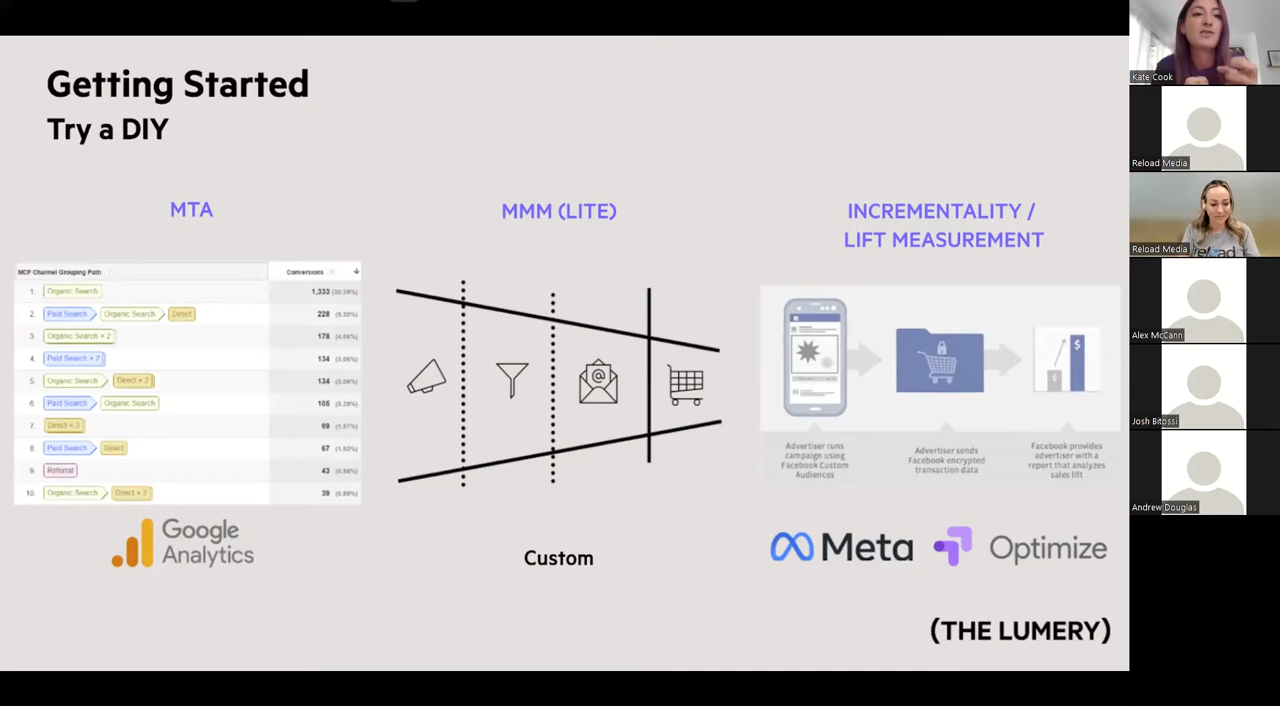 Getting Started
Try a DIY
MTA
MCF Channel Grouping Path Conversions
1. Organic Search 1,333
2. Paid Search Organic Search Direct 228
3. Organic Search × 2 178
4. Paid Search × 2 134
5. Organic Search Direct × 2 134
6. Paid Search Organic Search 105
7. Direct × 2 69
8. Paid Search Direct 67
9. Referral 43
10. Organic Search Direct × 2 39
Google
Analytics
MMM (LITE)
@
Custom
INCREMENTALITY /
LIFT MEASUREMENT
$
$
Advertiser runs
campaign using
Facebook Custom
Audiences
Advertiser sends
Facebook encrypted
transaction data
Facebook provides
advertiser with a
report that analyzes
sales lift
Meta
Optimize
(THE LUMERY)
Kate Cook
Reload Media
Reload Media
Alex McCann
Josh Bitossi
Andrew Douglas